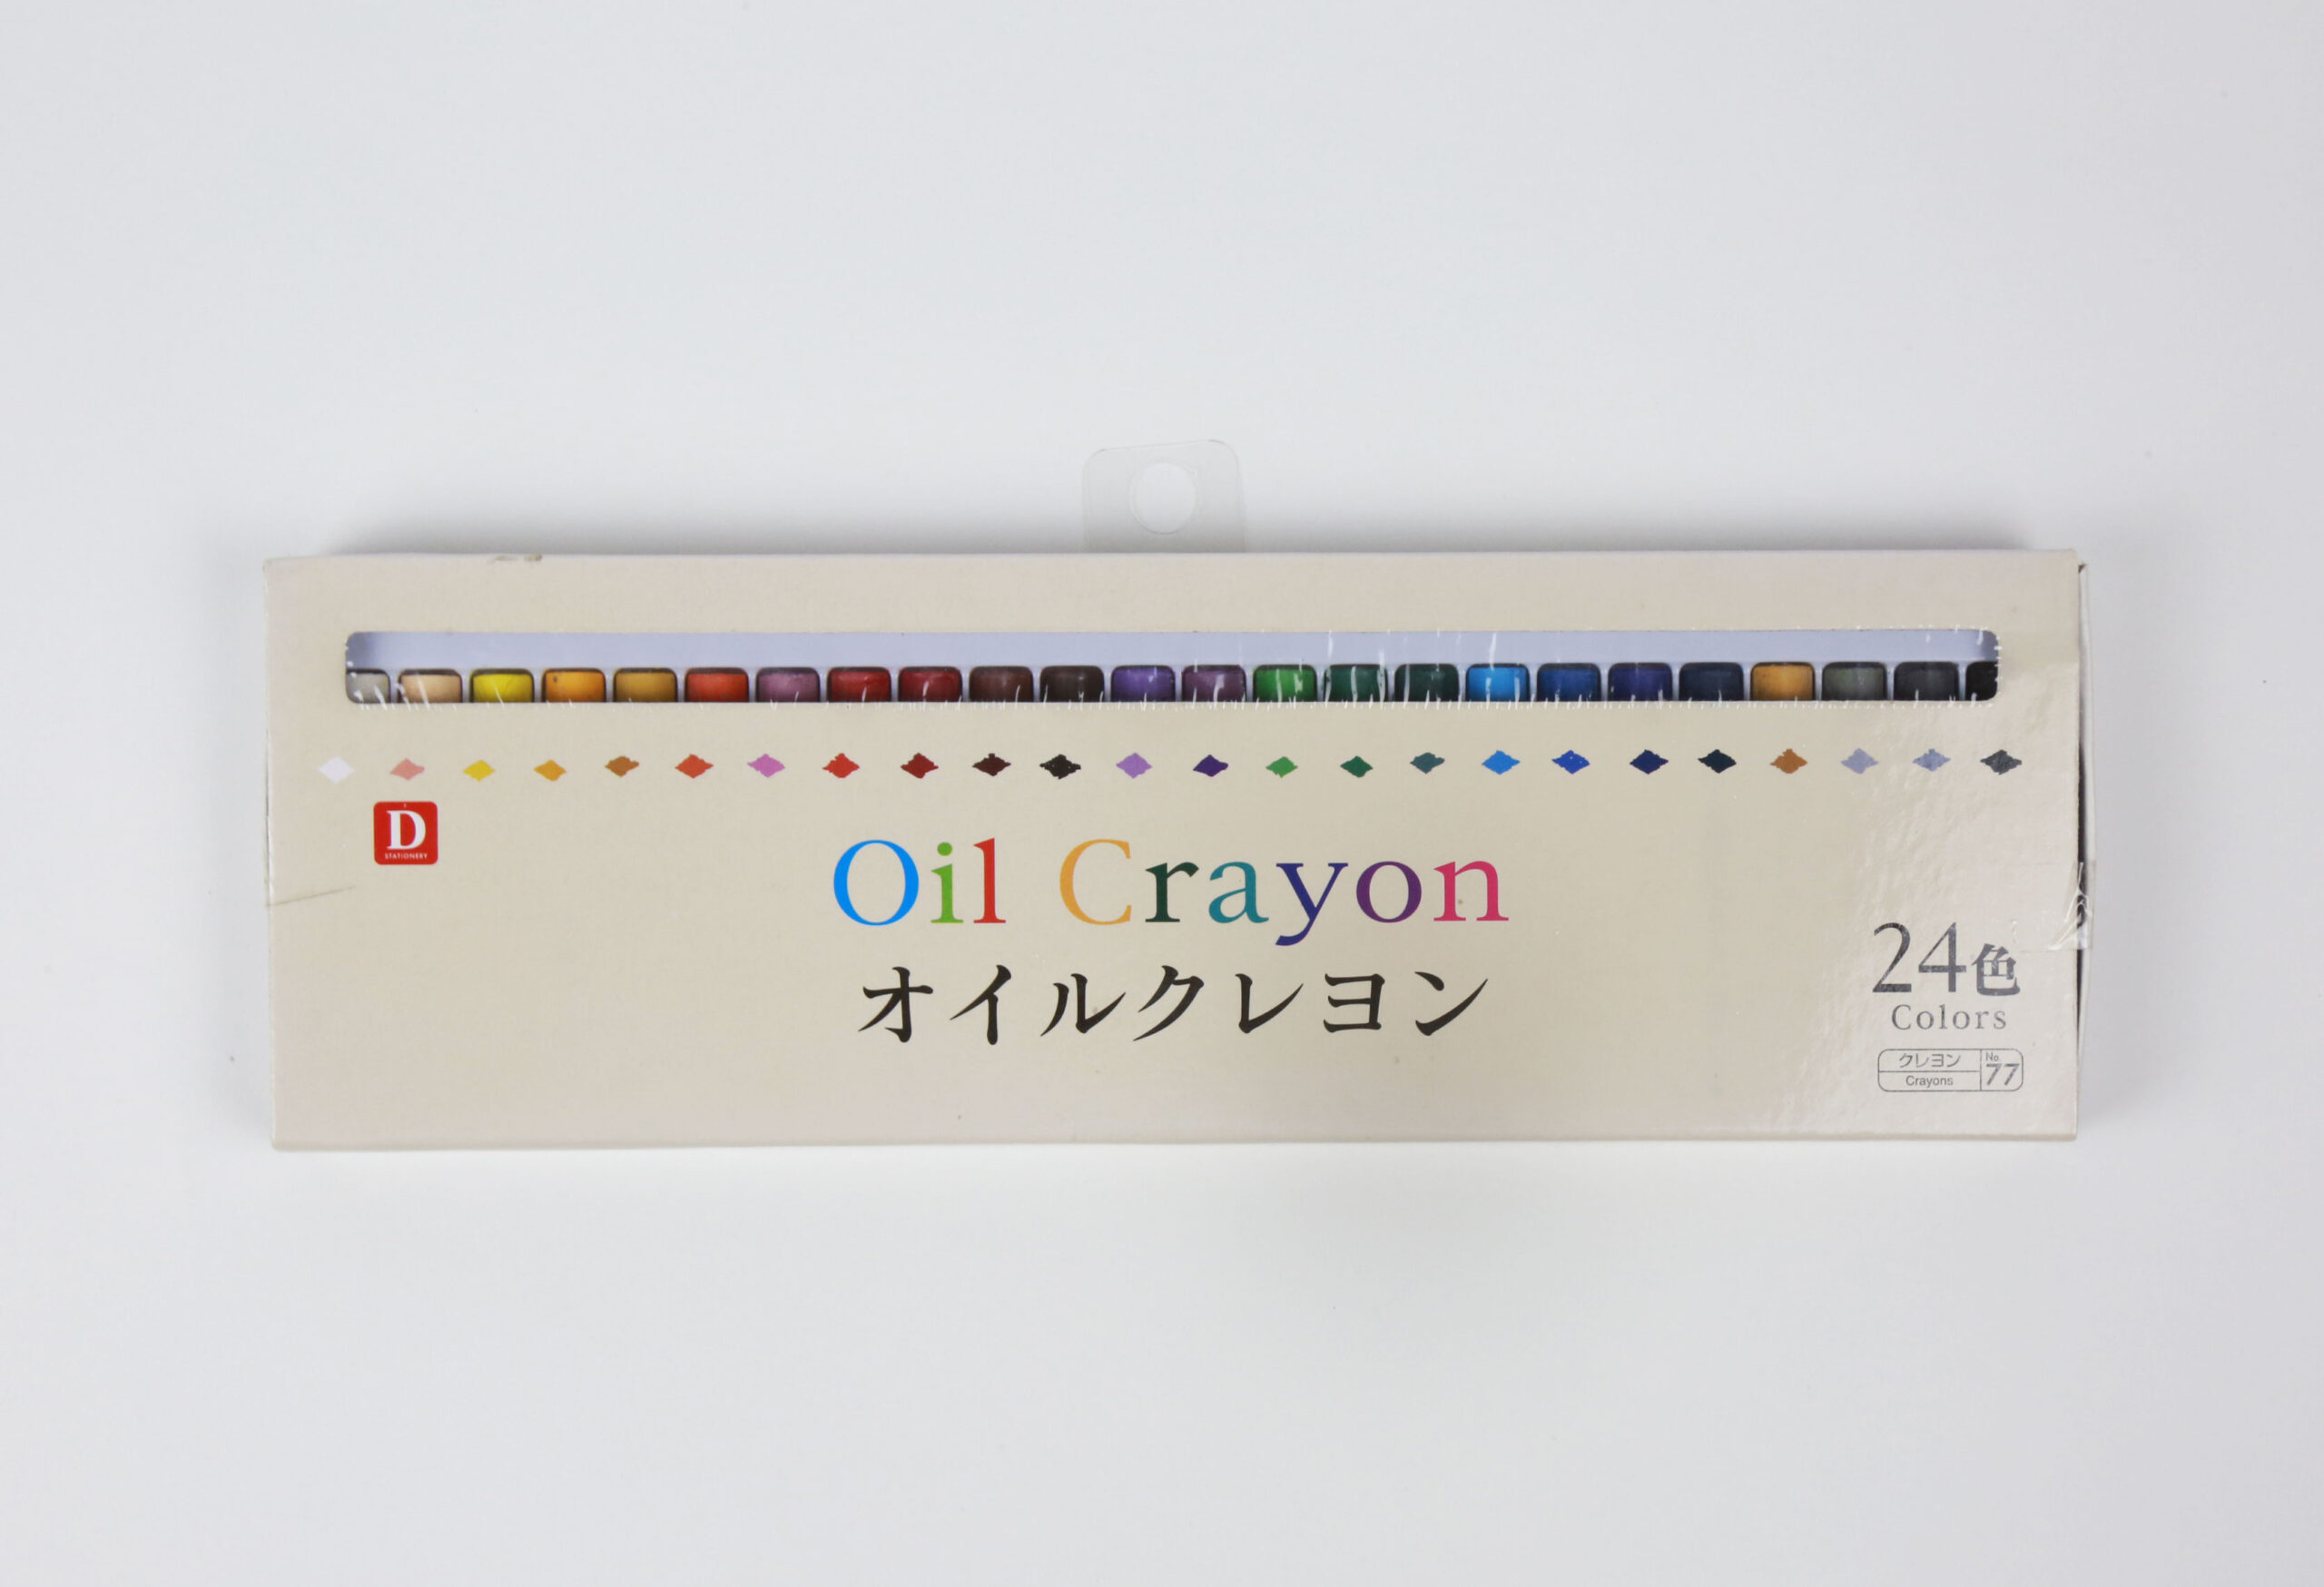 D
STATIONERY
Oil Crayon
オイルクレヨン
24色
Colors
クレヨン
Crayons
No.
77